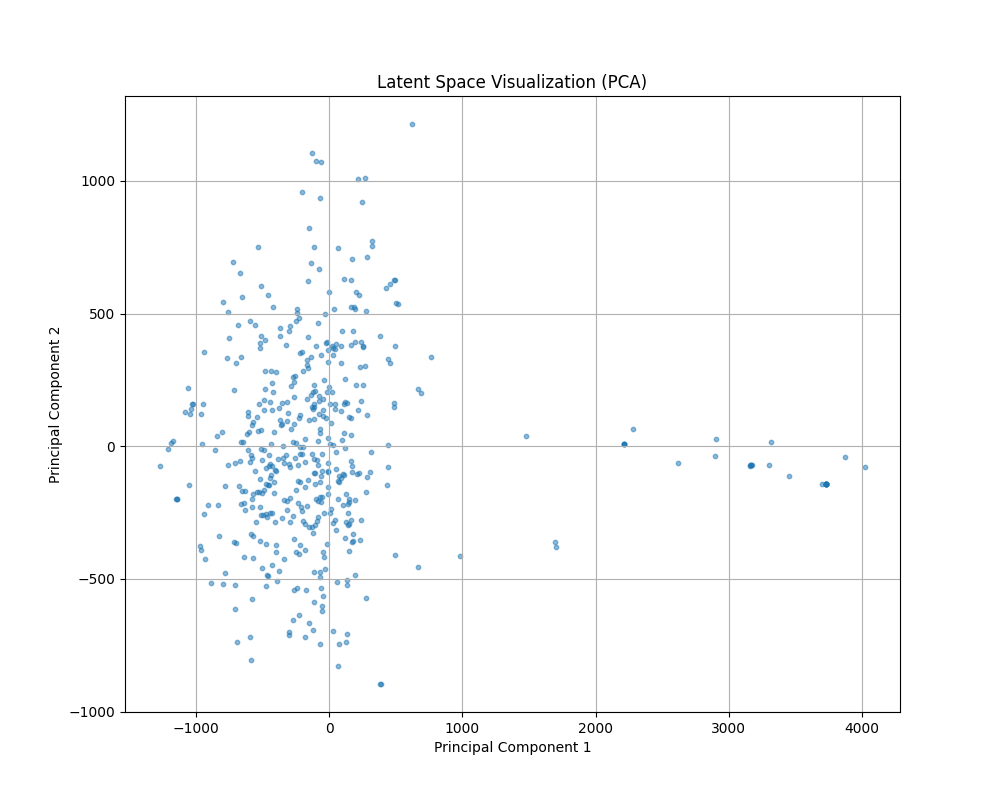 Latent Space Visualization (PCA)
Principal Component 2
1000
500
0
−500
−1000
−1000 0 1000 2000 3000 4000
Principal Component 1